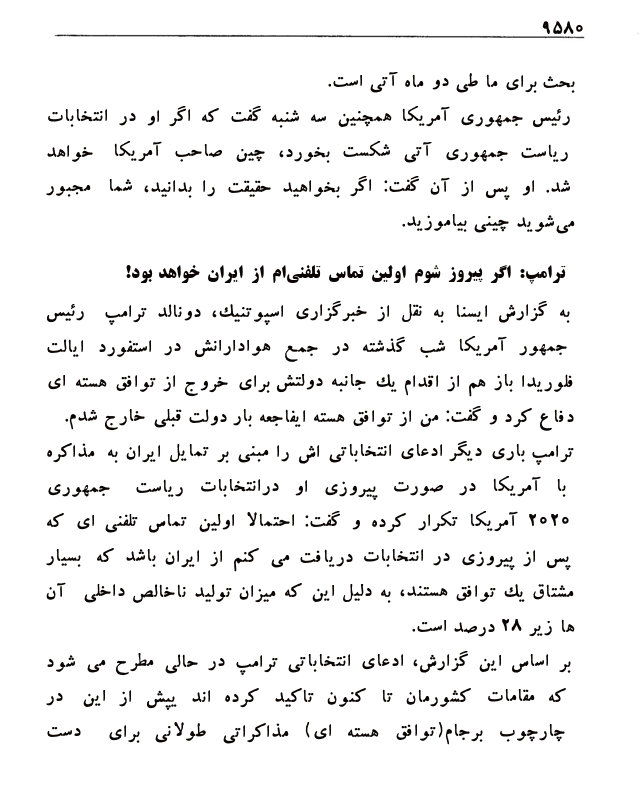 ۹۵۸۰
بحث برای ما طی دو ماه آتی است.
رئیس جمهوری آمریکا همچنین سه شنبه گفت که اگر او در انتخابات
ریاست جمهوری آتی شکست بخورد، چین صاحب آمریکا خواهد
شد. او پس از آن گفت: اگر بخواهید حقیقت را بدانید، شما مجبور
می‌شوید چینی بیاموزید.
ترامپ: اگر پیروز شوم اولین تماس تلفنی‌ام از ایران خواهد بود!
به گزارش ایسنا به نقل از خبرگزاری اسپوتنیك، دونالد ترامپ رئیس
جمهور آمریکا شب گذشته در جمع هوادارانش در استفورد ایالت
فلوریدا باز هم از اقدام یك جانبه دولتش برای خروج از توافق هسته ای
دفاع کرد و گفت: من از توافق هسته ایفاجعه بار دولت قبلی خارج شدم.
ترامپ باری دیگر ادعای انتخاباتی اش را مبنی بر تمایل ایران به مذاکره
با آمریکا در صورت پیروزی او درانتخابات ریاست جمهوری
۲۰۲۰ آمریکا تکرار کرده و گفت: احتمالا اولین تماس تلفنی ای که
پس از پیروزی در انتخابات دریافت می کنم از ایران باشد که بسیار
مشتاق یك توافق هستند، به دلیل این که میزان تولید ناخالص داخلی آن
ها زیر ۲۸ درصد است.
بر اساس این گزارش، ادعای انتخاباتی ترامپ در حالی مطرح می شود
که مقامات کشورمان تا کنون تاکید کرده اند بیپش از این در
چارچوب برجام(توافق هسته ای) مذاکراتی طولانی برای دست